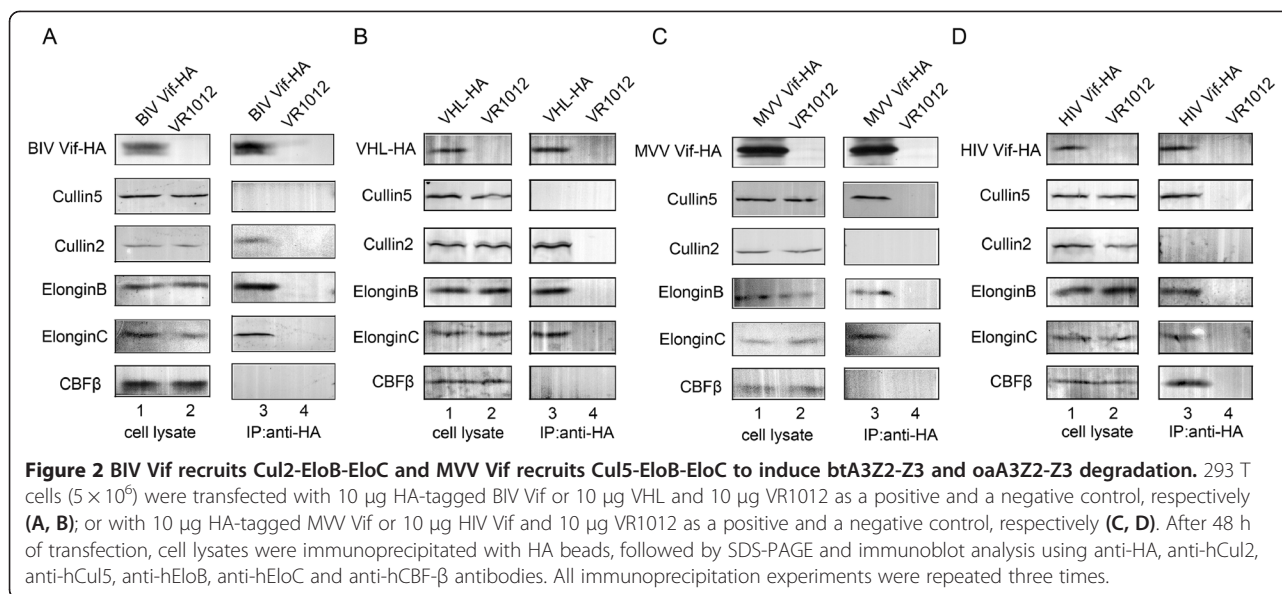 A
BIV Vif-HA
VR1012
BIV Vif-HA
VR1012
BIV Vif-HA
Cullin5
Cullin2
ElonginB
ElonginC
CBFβ
1 2 3 4
cell lysate IP:anti-HA
B
VHL-HA
VR1012
VHL-HA
VR1012
VHL-HA
Cullin5
Cullin2
ElonginB
ElonginC
CBFβ
1 2 3 4
cell lysate IP:anti-HA
C
MVV Vif-HA
VR1012
MVV Vif-HA
VR1012
MVV Vif-HA
Cullin5
Cullin2
ElonginB
ElonginC
CBFβ
1 2 3 4
cell lysate IP:anti-HA
D
HIV Vif-HA
VR1012
HIV Vif-HA
VR1012
HIV Vif-HA
Cullin5
Cullin2
ElonginB
ElonginC
CBFβ
1 2 3 4
cell lysate IP:anti-HA
Figure 2 BIV Vif recruits Cul2-EloB-EloC and MVV Vif recruits Cul5-EloB-EloC to induce btA3Z2-Z3 and oaA3Z2-Z3 degradation. 293 T
cells (5 × 10⁶) were transfected with 10 μg HA-tagged BIV Vif or 10 μg VHL and 10 μg VR1012 as a positive and a negative control, respectively
(A, B); or with 10 μg HA-tagged MVV Vif or 10 μg HIV Vif and 10 μg VR1012 as a positive and a negative control, respectively (C, D). After 48 h
of transfection, cell lysates were immunoprecipitated with HA beads, followed by SDS-PAGE and immunoblot analysis using anti-HA, anti-hCul2,
anti-hCul5, anti-hEloB, anti-hEloC and anti-hCBF-β antibodies. All immunoprecipitation experiments were repeated three times.